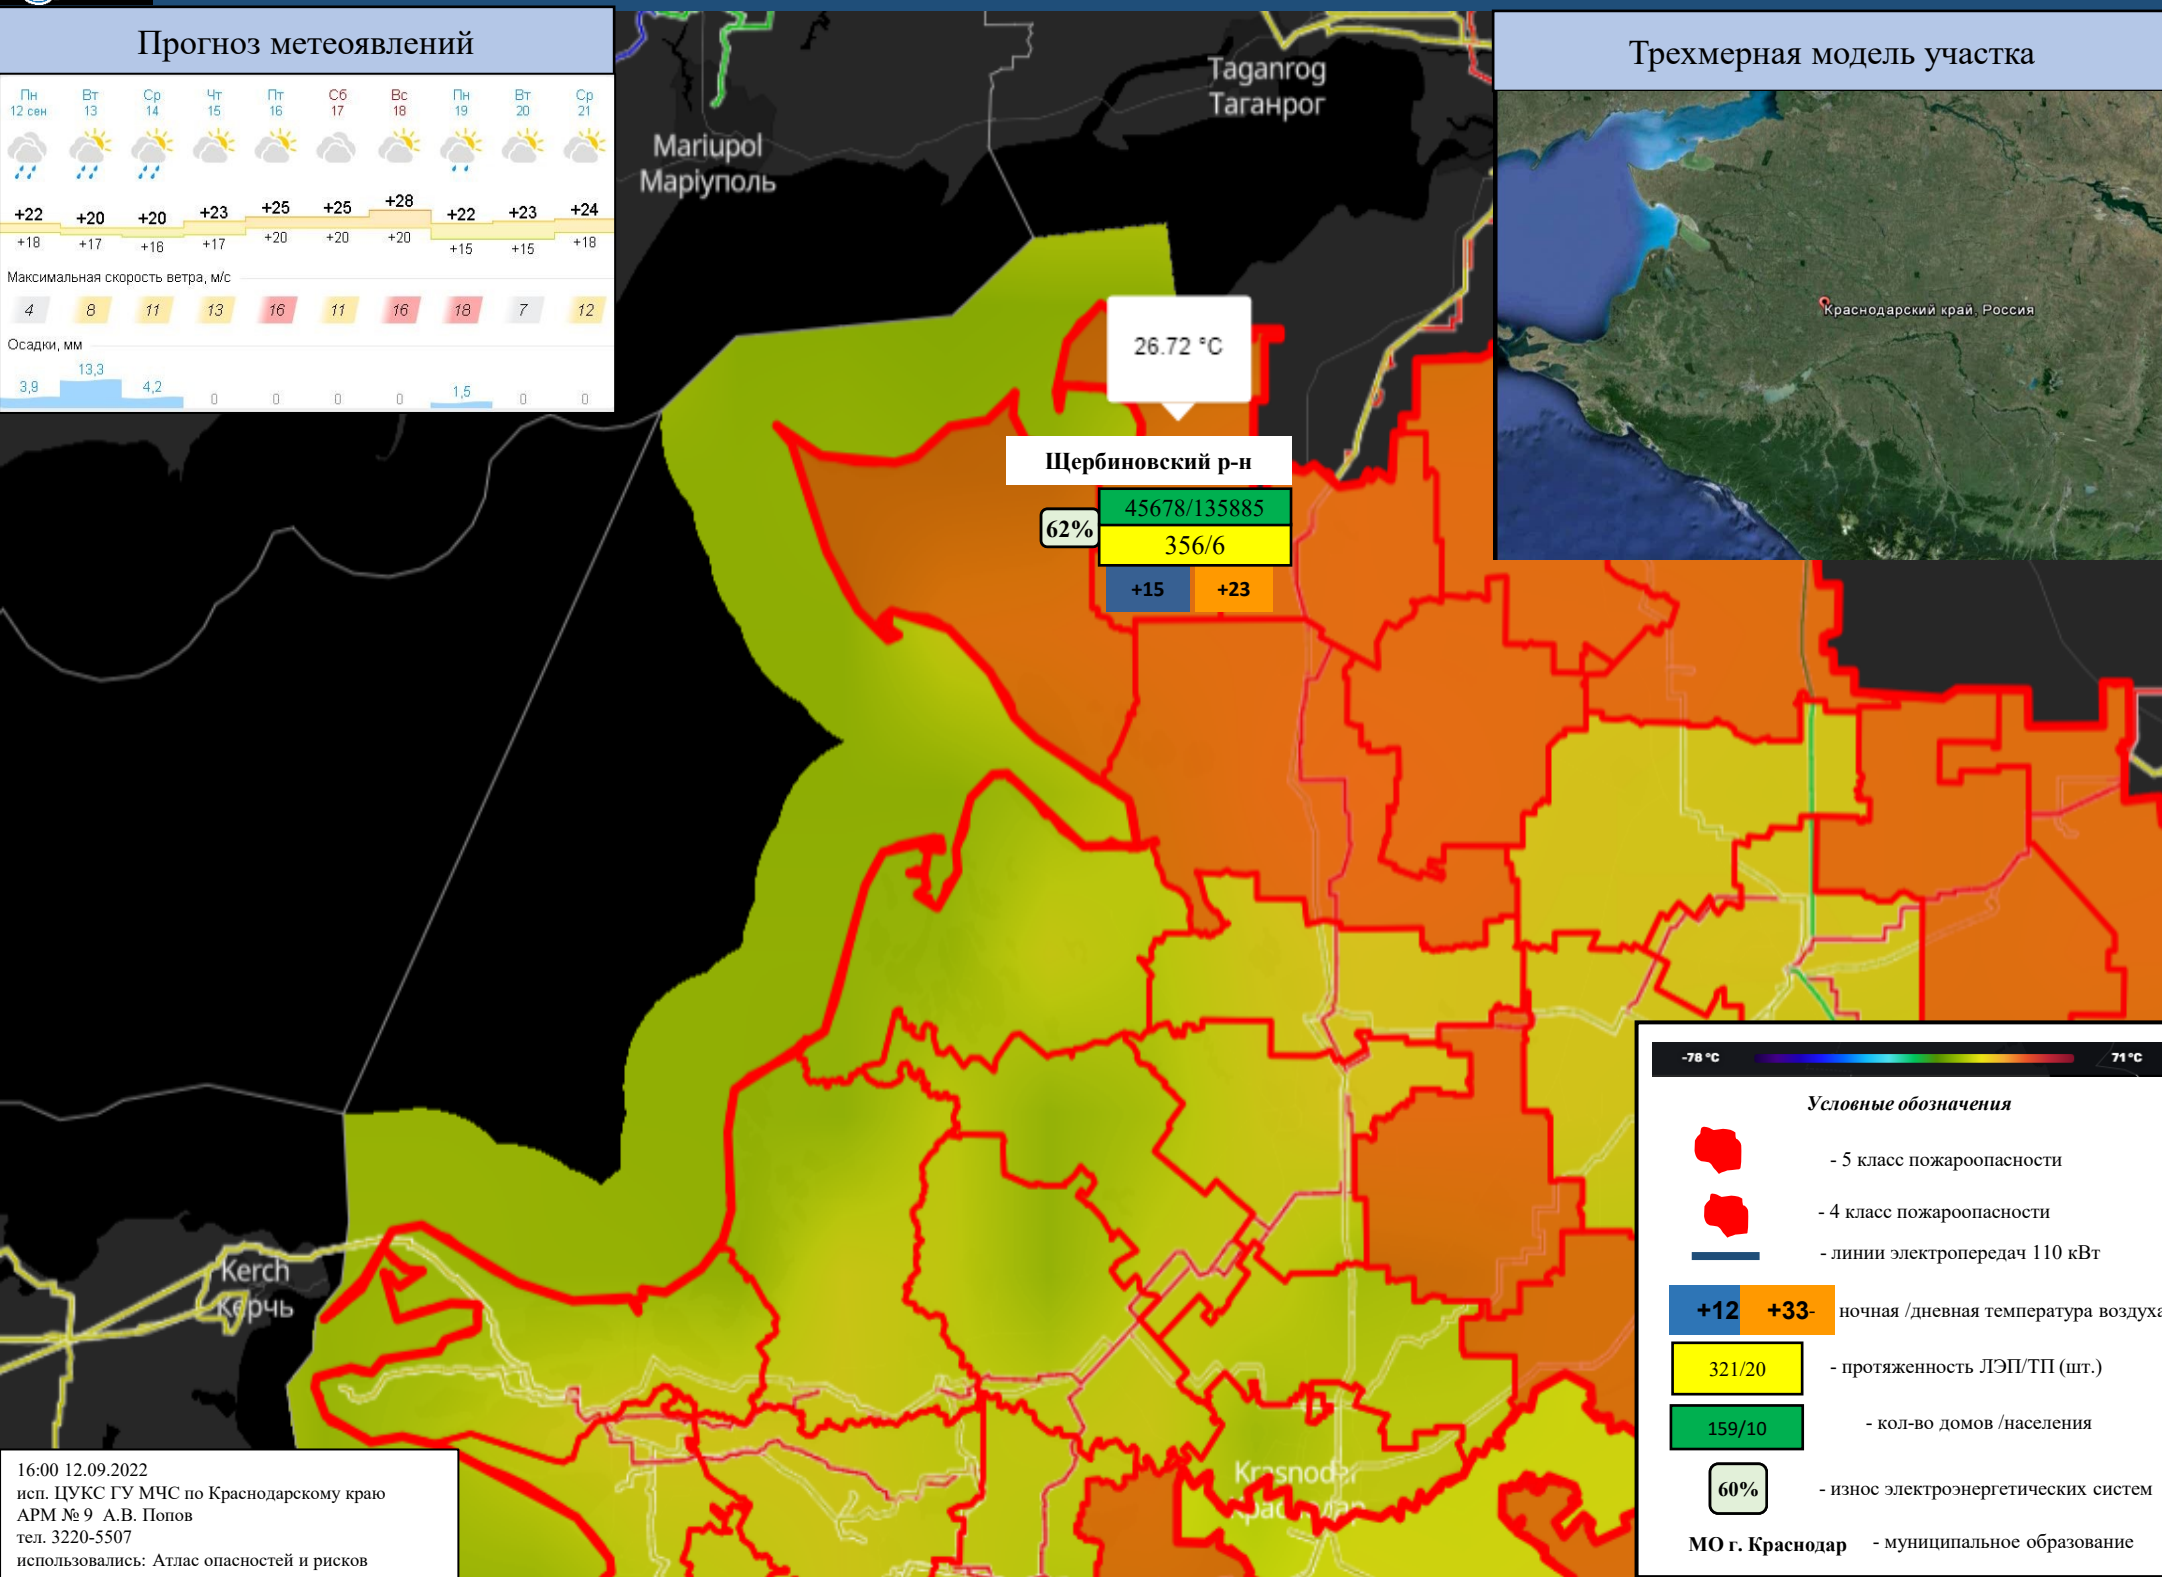 Прогноз метеоявлений
Пн Вт Ср Чт Пт Сб Вс Пн Вт Ср
12 сен 13 14 15 16 17 18 19 20 21
+22 +20 +20 +23 +25 +25 +28 +22 +23 +24
+18 +17 +16 +17 +20 +20 +20 +15 +15 +18
Максимальная скорость ветра, м/с
4 8 11 13 16 11 16 18 7 12
Осадки, мм
3,9 13,3 4,2 0 0 0 0 1,5 0 0
Mariupol
Маріуполь
Taganrog
Таганрог
Трехмерная модель участка
Краснодарский край, Россия
26.72 °C
Щербиновский р-н
62%
45678/135885
356/6
+15 +23
Kerch
Керчь
Krasnodar
Краснодар
-78 °C 71 °C
Условные обозначения
- 5 класс пожароопасности
- 4 класс пожароопасности
- линии электропередач 110 кВт
+12 +33- ночная /дневная температура воздуха
321/20 - протяженность ЛЭП/ТП (шт.)
159/10 - кол-во домов /населения
60% - износ электроэнергетических систем
МО г. Краснодар - муниципальное образование
16:00 12.09.2022
исп. ЦУКС ГУ МЧС по Краснодарскому краю
АРМ № 9 А.В. Попов
тел. 3220-5507
использовались: Атлас опасностей и рисков